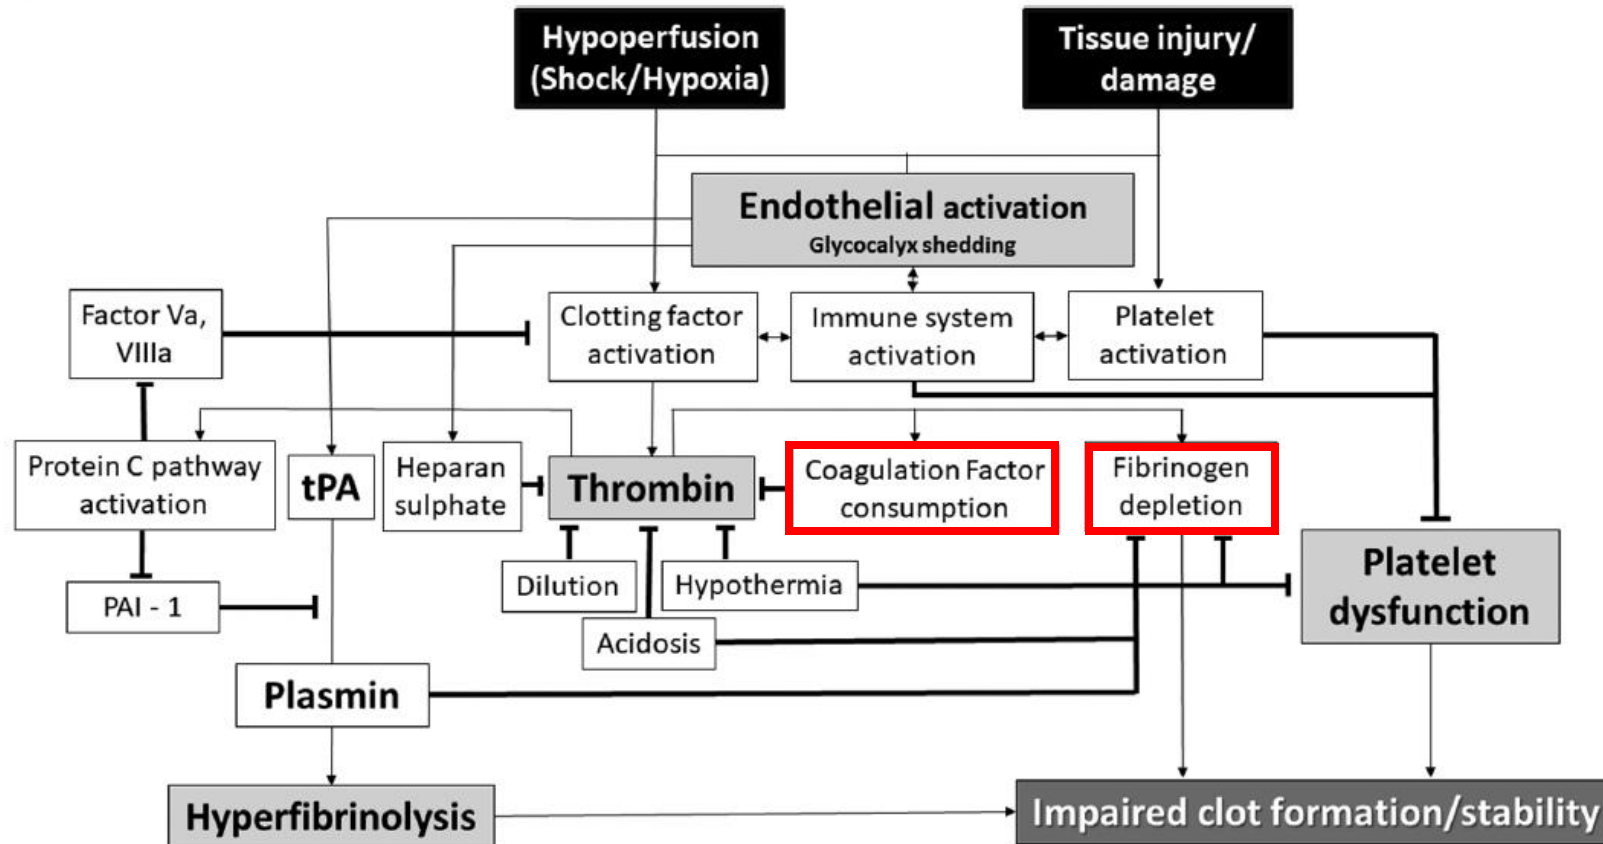 Hypoperfusion
(Shock/Hypoxia)
Tissue injury/
damage
Endothelial activation
Glycocalyx shedding
Factor Va,
VIIIa
Clotting factor
activation
Immune system
activation
Platelet
activation
Protein C pathway
activation
tPA
Heparan
sulphate
Thrombin
Coagulation Factor
consumption
Fibrinogen
depletion
Dilution
Hypothermia
Platelet
dysfunction
PAI - 1
Acidosis
Plasmin
Hyperfibrinolysis
Impaired clot formation/stability